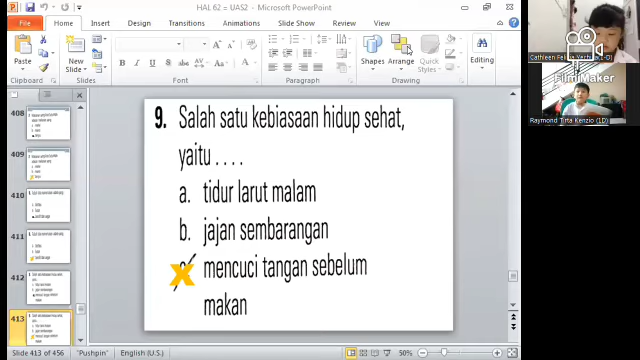 HAL 62 = UAS2 - Microsoft PowerPoint
File Home Insert Design Transitions Animations Slide Show Review View
Paste
New
Slide
Shapes
Arrange
Quick
Styles
Editing
Clipboard
Slides
Font
Paragraph
Drawing
408
409
410
411
412
413
9. Salah satu kebiasaan hidup sehat,
yaitu . . . .
a. tidur larut malam
b. jajan sembarangan
mencuci tangan sebelum
makan
Slide 413 of 456 "Pushpin" English (U.S.) 50%
FilmiMaker
Raymond Tirta Kenzio (1D)